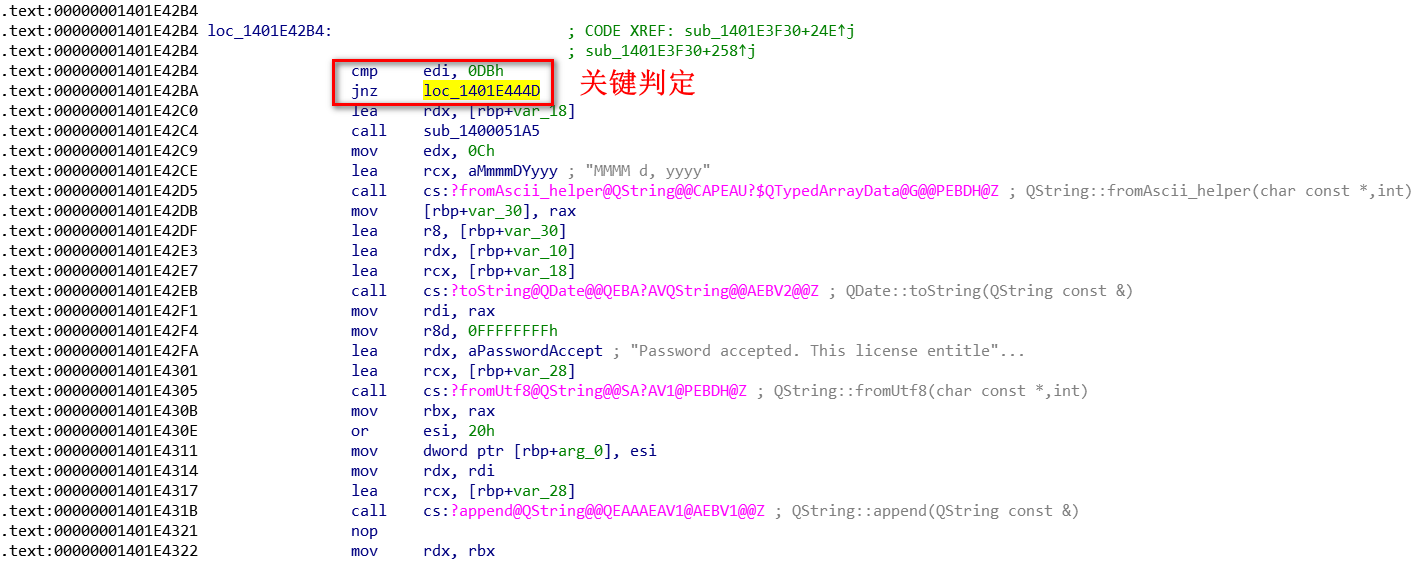 .text:00000001401E42B4
.text:00000001401E42B4 loc_1401E42B4: ; CODE XREF: sub_1401E3F30+24E↑j
.text:00000001401E42B4 ; sub_1401E3F30+258↑j
.text:00000001401E42B4 cmp edi, 0DBh 关键判定
.text:00000001401E42BA jnz loc_1401E444D
.text:00000001401E42C0 lea rdx, [rbp+var_18]
.text:00000001401E42C4 call sub_1400051A5
.text:00000001401E42C9 mov edx, 0Ch
.text:00000001401E42CE lea rcx, aMmmmDYyyy ; "MMMM d, yyyy"
.text:00000001401E42D5 call cs:?fromAscii_helper@QString@@CAPEAU?$QTypedArrayData@G@@PEBDH@Z ; QString::fromAscii_helper(char const *,int)
.text:00000001401E42DB mov [rbp+var_30], rax
.text:00000001401E42DF lea r8, [rbp+var_30]
.text:00000001401E42E3 lea rdx, [rbp+var_10]
.text:00000001401E42E7 lea rcx, [rbp+var_18]
.text:00000001401E42EB call cs:?toString@QDate@@QEBA?AVQString@@AEBV2@@Z ; QDate::toString(QString const &)
.text:00000001401E42F1 mov rdi, rax
.text:00000001401E42F4 mov r8d, 0FFFFFFFFh
.text:00000001401E42FA lea rdx, aPasswordAccept ; "Password accepted. This license entitle"...
.text:00000001401E4301 lea rcx, [rbp+var_28]
.text:00000001401E4305 call cs:?fromUtf8@QString@@SA?AV1@PEBDH@Z ; QString::fromUtf8(char const *,int)
.text:00000001401E430B mov rbx, rax
.text:00000001401E430E or esi, 20h
.text:00000001401E4311 mov dword ptr [rbp+arg_0], esi
.text:00000001401E4314 mov rdx, rdi
.text:00000001401E4317 lea rcx, [rbp+var_28]
.text:00000001401E431B call cs:?append@QString@@QEAAAEAV1@AEBV1@@Z ; QString::append(QString const &)
.text:00000001401E4321 nop
.text:00000001401E4322 mov rdx, rbx